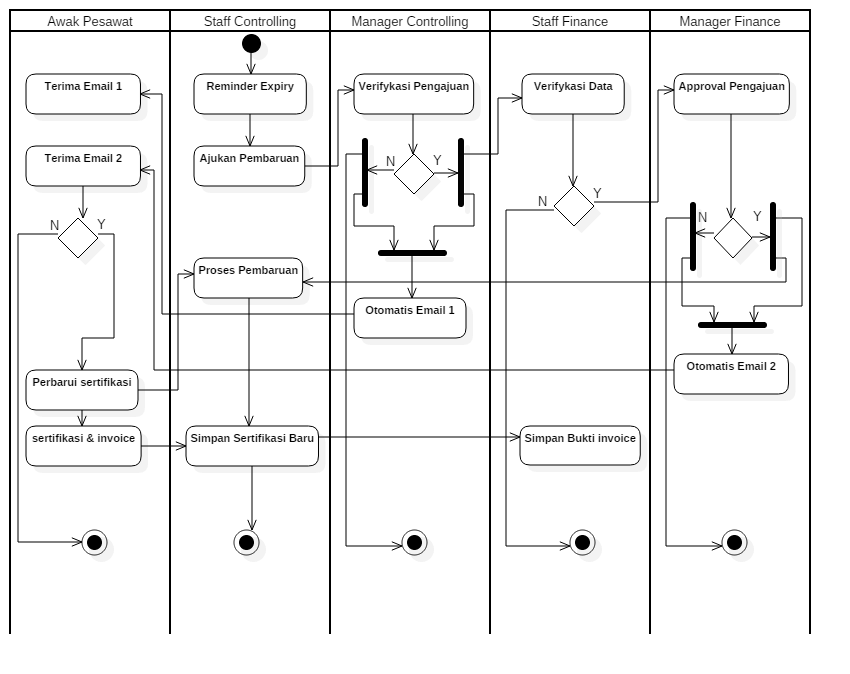 Awak Pesawat
Staff Controlling
Manager Controlling
Staff Finance
Manager Finance
Terima Email 1
Reminder Expiry
Verifykasi Pengajuan
Verifykasi Data
Approval Pengajuan
Terima Email 2
Ajukan Pembaruan
N
Y
N
Y
N
Y
N
Y
Proses Pembaruan
Otomatis Email 1
Otomatis Email 2
Perbarui sertifikasi
sertifikasi & invoice
Simpan Sertifikasi Baru
Simpan Bukti invoice